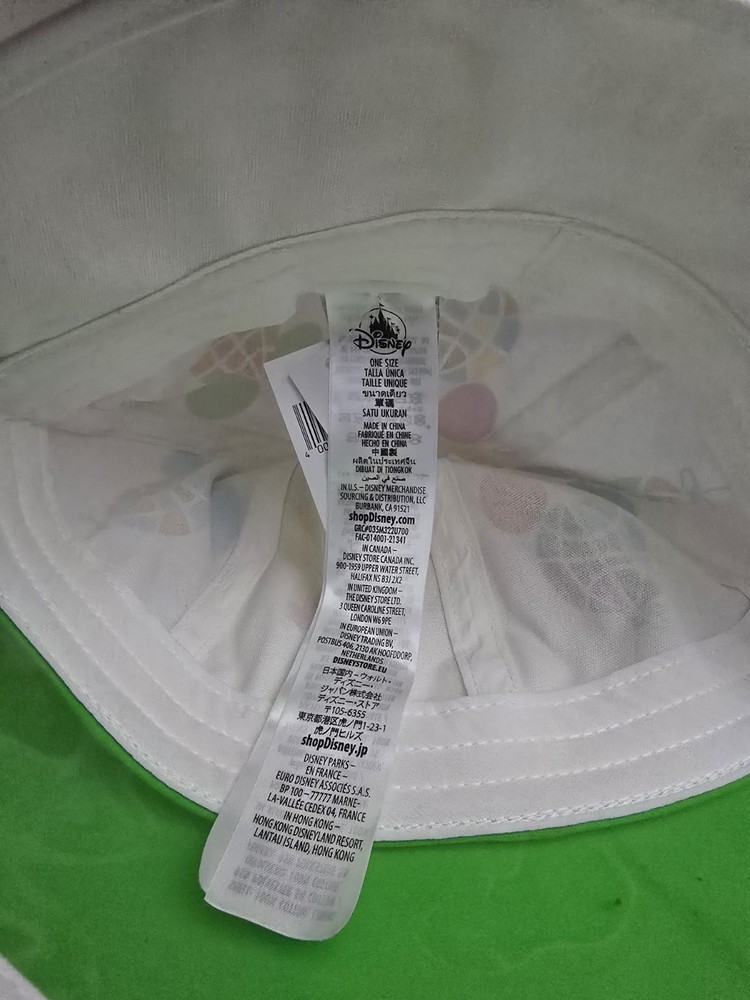 Disney
ONE SIZE
TALLA ÚNICA
TAILLE UNIQUE
ขนาดเดียว
單碼
SATU UKURAN
MADE IN CHINA
FABRIQUÉ EN CHINE
HECHO EN CHINA
中國製
ผลิตในประเทศจีน
DIBUAT DI TIONGKOK
صنع في الصين
IN U.S. – DISNEY MERCHANDISE
SOURCING & DISTRIBUTION, LLC
BURBANK, CA 91521
shopDisney.com
GRC#035M322U700
FAC-014001-21341
IN CANADA –
DISNEY STORE CANADA INC.
900-1959 UPPER WATER STREET,
HALIFAX NS B3J 2X2
IN UNITED KINGDOM –
THE DISNEY STORE LTD.
3 QUEEN CAROLINE STREET,
LONDON W6 9PE
IN EUROPEAN UNION –
DISNEY TRADING BV,
POSTBUS 406, 2130 AK HOOFDDORP,
NETHERLANDS
DISNEYSTORE.EU
日本国内 – ウォルト・
ディズニー・
ジャパン株式会社
ディズニー・ストア
〒105-6355
東京都港区虎ノ門1-23-1
虎ノ門ヒルズ
shopDisney.jp
DISNEY PARKS –
EN FRANCE –
EURO DISNEY ASSOCIÉS S.A.S.
BP 100 – 77777 MARNE-
LA-VALLÉE CEDEX 04, FRANCE
IN HONG KONG –
HONG KONG DISNEYLAND RESORT,
LANTAU ISLAND, HONG KONG
4 00